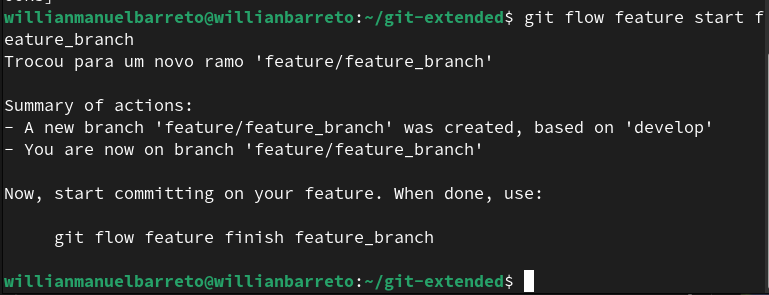 willianmanuelbarreto@willianbarreto:~/git-extended$ git flow feature start f
eature_branch
Trocou para um novo ramo 'feature/feature_branch'
Summary of actions:
- A new branch 'feature/feature_branch' was created, based on 'develop'
- You are now on branch 'feature/feature_branch'
Now, start committing on your feature. When done, use:
git flow feature finish feature_branch
willianmanuelbarreto@willianbarreto:~/git-extended$